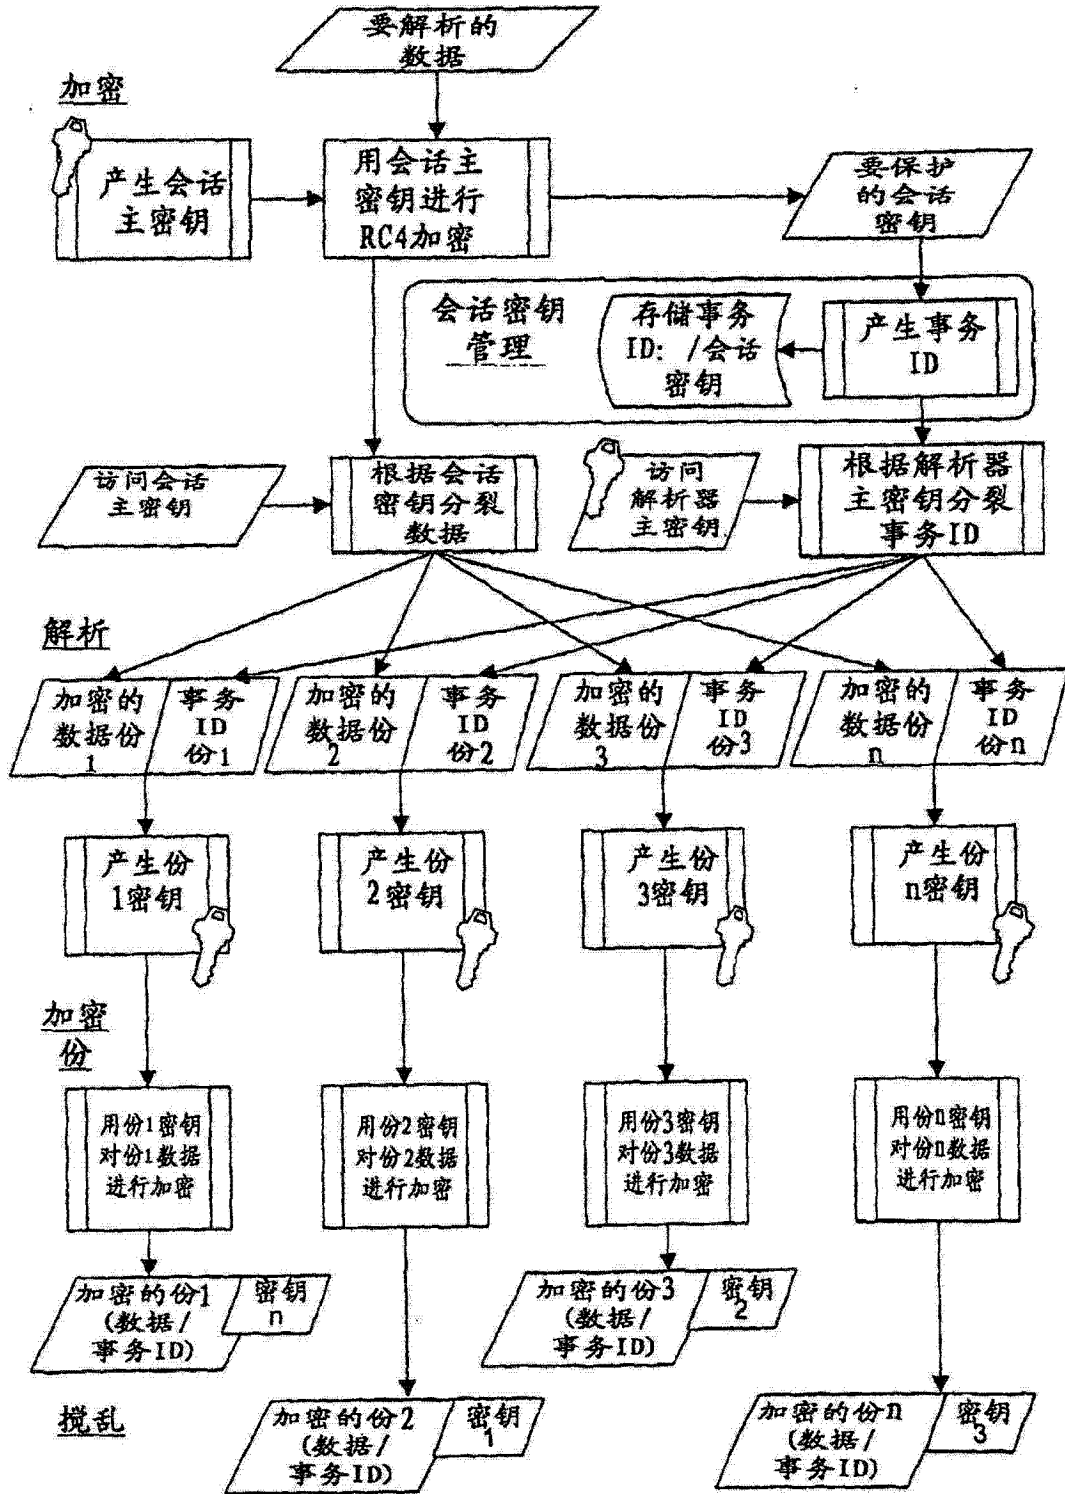 要解析的
数据
加密
产生会话
主密钥
用会话主
密钥进行
RC4加密
要保护
的会话
密钥
会话密钥
管理
存储事务
ID: /会话
密钥
产生事务
ID
访问会话
主密钥
根据会话
密钥分裂
数据
访问
解析器
主密钥
根据解析器
主密钥分裂
事务ID
解析
加密的
数据份
1
事务
ID
份1
加密的
数据份
2
事务
ID
份2
加密的
数据份
3
事务
ID
份3
加密的
数据份
n
事务
ID
份n
产生份
1密钥
产生份
2密钥
产生份
3密钥
产生份
n密钥
加密
份
用份1密钥
对份1数据
进行加密
用份2密钥
对份2数据
进行加密
用份3密钥
对份3数据
进行加密
用份n密钥
对份n数据
进行加密
加密的份1
(数据/
事务ID)
密钥
n
加密的份3
(数据/
事务ID)
密钥
2
搅乱
加密的份2
(数据/
事务ID)
密钥
1
加密的份n
(数据/
事务ID)
密钥
3